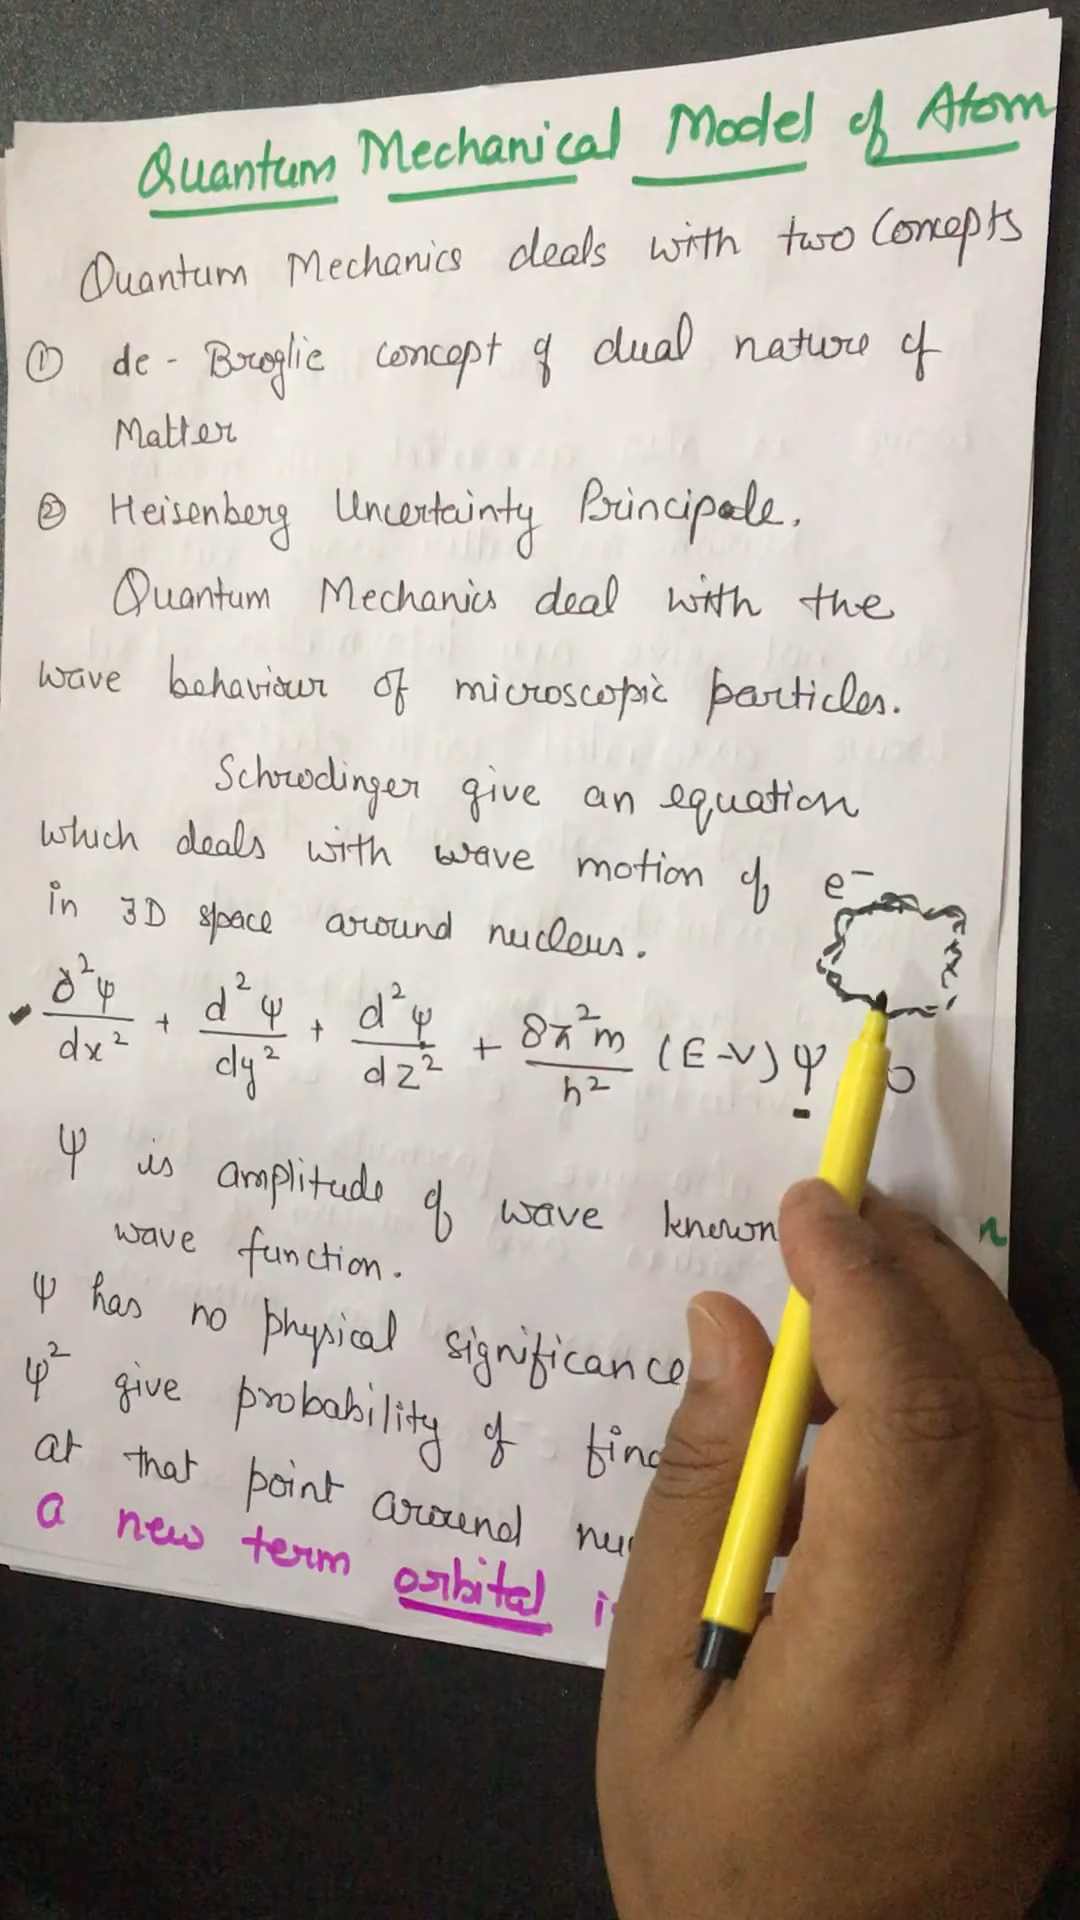 Quantum Mechanical Model of Atom
Quantum Mechanics deals with two Concepts
① de-Broglie concept of dual nature of
Matter
② Heisenberg Uncertainty Principale.
Quantum Mechanics deal with the
wave behaviour of microscopic particles.
Schrodinger give an equation
which deals with wave motion of e⁻
in 3D space around nucleus.
∂²ψ/dx² + d²ψ/dy² + d²ψ/dz² + 8π²m/h² (E-V) ψ 0
ψ is amplitude of wave known
wave function.
ψ has no physical significance
ψ² give probability of
at that point around
a new term orbital